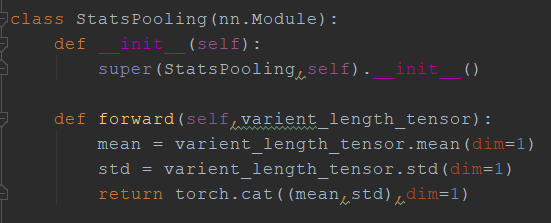 class StatsPooling(nn.Module):
    def __init__(self):
        super(StatsPooling,self).__init__()
    def forward(self,varient_length_tensor):
        mean = varient_length_tensor.mean(dim=1)
        std = varient_length_tensor.std(dim=1)
        return torch.cat((mean,std),dim=1)